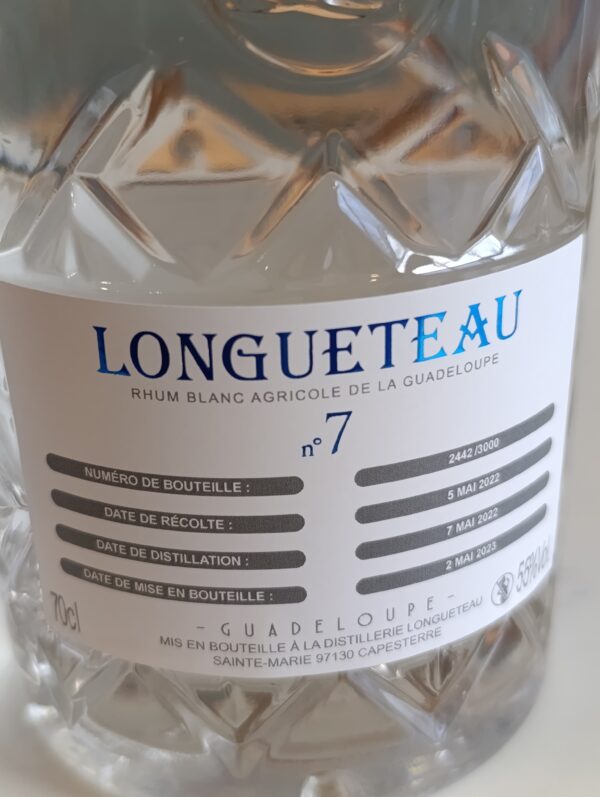 LONGUETEAU
RHUM BLANC AGRICOLE DE LA GUADELOUPE
n° 7
NUMÉRO DE BOUTEILLE : 2442 /3000
DATE DE RÉCOLTE : 5 MAI 2022
DATE DE DISTILLATION : 7 MAI 2022
DATE DE MISE EN BOUTEILLE : 2 MAI 2023
70cl
- GUADELOUPE -
55%Vol.
MIS EN BOUTEILLE À LA DISTILLERIE LONGUETEAU
SAINTE-MARIE 97130 CAPESTERRE